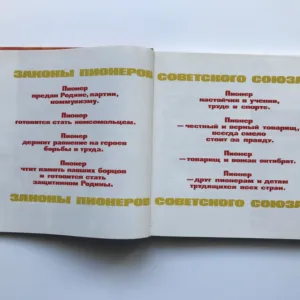 ЗАКОНЫ ПИОНЕРОВ
Пионер
предан Родине, партии,
коммунизму.
Пионер
готовится стать комсомольцем.
Пионер
держит равнение на героев
борьбы и труда.
Пионер
чтит память павших борцов
и готовится стать
защитником Родины.
ЗАКОНЫ ПИОНЕРОВ
СОВЕТСКОГО СОЮЗА
Пионер
настойчив в учении,
труде и спорте.
Пионер
— честный и верный товарищ,
всегда смело
стоит за правду.
Пионер
— товарищ и вожак октябрят.
Пионер
— друг пионерам и детям
трудящихся всех стран.
СОВЕТСКОГО СОЮЗА